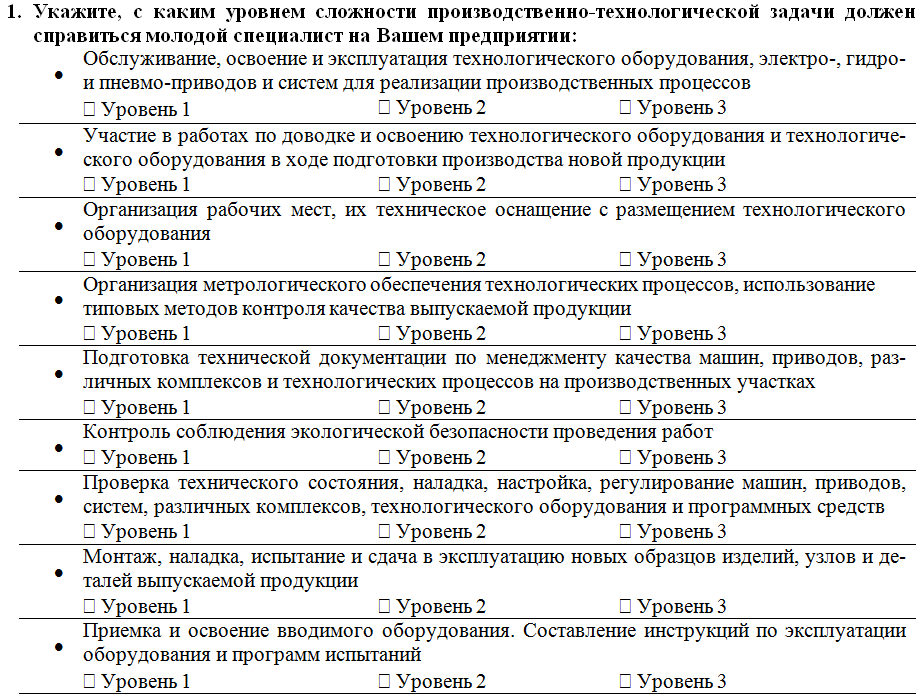 1. Укажите, с каким уровнем сложности производственно-технологической задачи должен
справиться молодой специалист на Вашем предприятии:
• Обслуживание, освоение и эксплуатация технологического оборудования, электро-, гидро-
и пневмо-приводов и систем для реализации производственных процессов
□ Уровень 1 □ Уровень 2 □ Уровень 3
• Участие в работах по доводке и освоению технологического оборудования и технологиче-
ского оборудования в ходе подготовки производства новой продукции
□ Уровень 1 □ Уровень 2 □ Уровень 3
• Организация рабочих мест, их техническое оснащение с размещением технологического
оборудования
□ Уровень 1 □ Уровень 2 □ Уровень 3
• Организация метрологического обеспечения технологических процессов, использование
типовых методов контроля качества выпускаемой продукции
□ Уровень 1 □ Уровень 2 □ Уровень 3
• Подготовка технической документации по менеджменту качества машин, приводов, раз-
личных комплексов и технологических процессов на производственных участках
□ Уровень 1 □ Уровень 2 □ Уровень 3
• Контроль соблюдения экологической безопасности проведения работ
□ Уровень 1 □ Уровень 2 □ Уровень 3
• Проверка технического состояния, наладка, настройка, регулирование машин, приводов,
систем, различных комплексов, технологического оборудования и программных средств
□ Уровень 1 □ Уровень 2 □ Уровень 3
• Монтаж, наладка, испытание и сдача в эксплуатацию новых образцов изделий, узлов и де-
талей выпускаемой продукции
□ Уровень 1 □ Уровень 2 □ Уровень 3
• Приемка и освоение вводимого оборудования. Составление инструкций по эксплуатации
оборудования и программ испытаний
□ Уровень 1 □ Уровень 2 □ Уровень 3